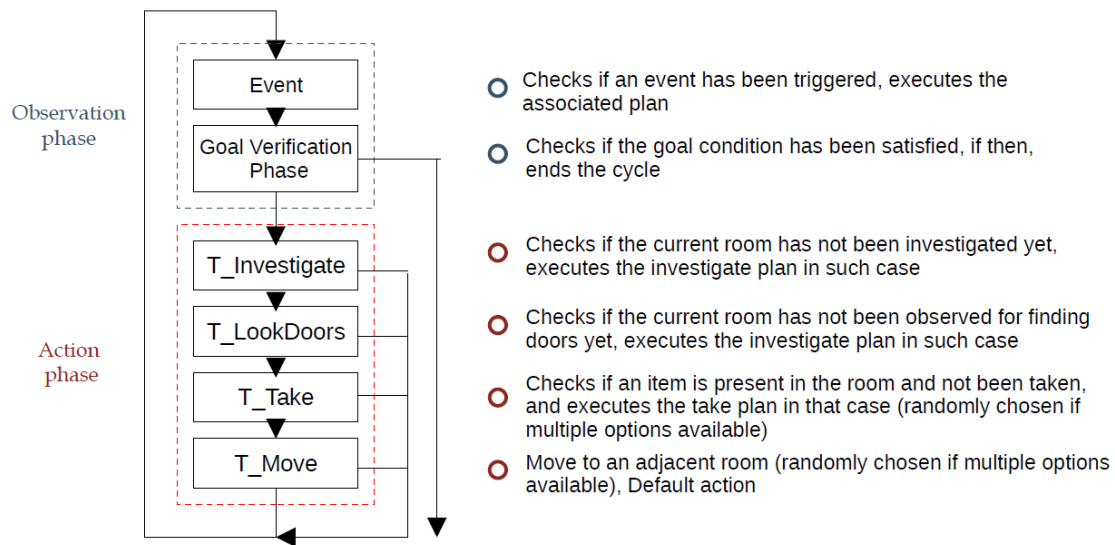 Observation
phase
Event
Goal Verification
Phase
Checks if an event has been triggered, executes the
associated plan
Checks if the goal condition has been satisfied, if then,
ends the cycle
Action
phase
T_Investigate
T_LookDoors
T_Take
T_Move
Checks if the current room has not been investigated yet,
executes the investigate plan in such case
Checks if the current room has not been observed for finding
doors yet, executes the investigate plan in such case
Checks if an item is present in the room and not been taken,
and executes the take plan in that case (randomly chosen if
multiple options available)
Move to an adjacent room (randomly chosen if multiple options
available), Default action